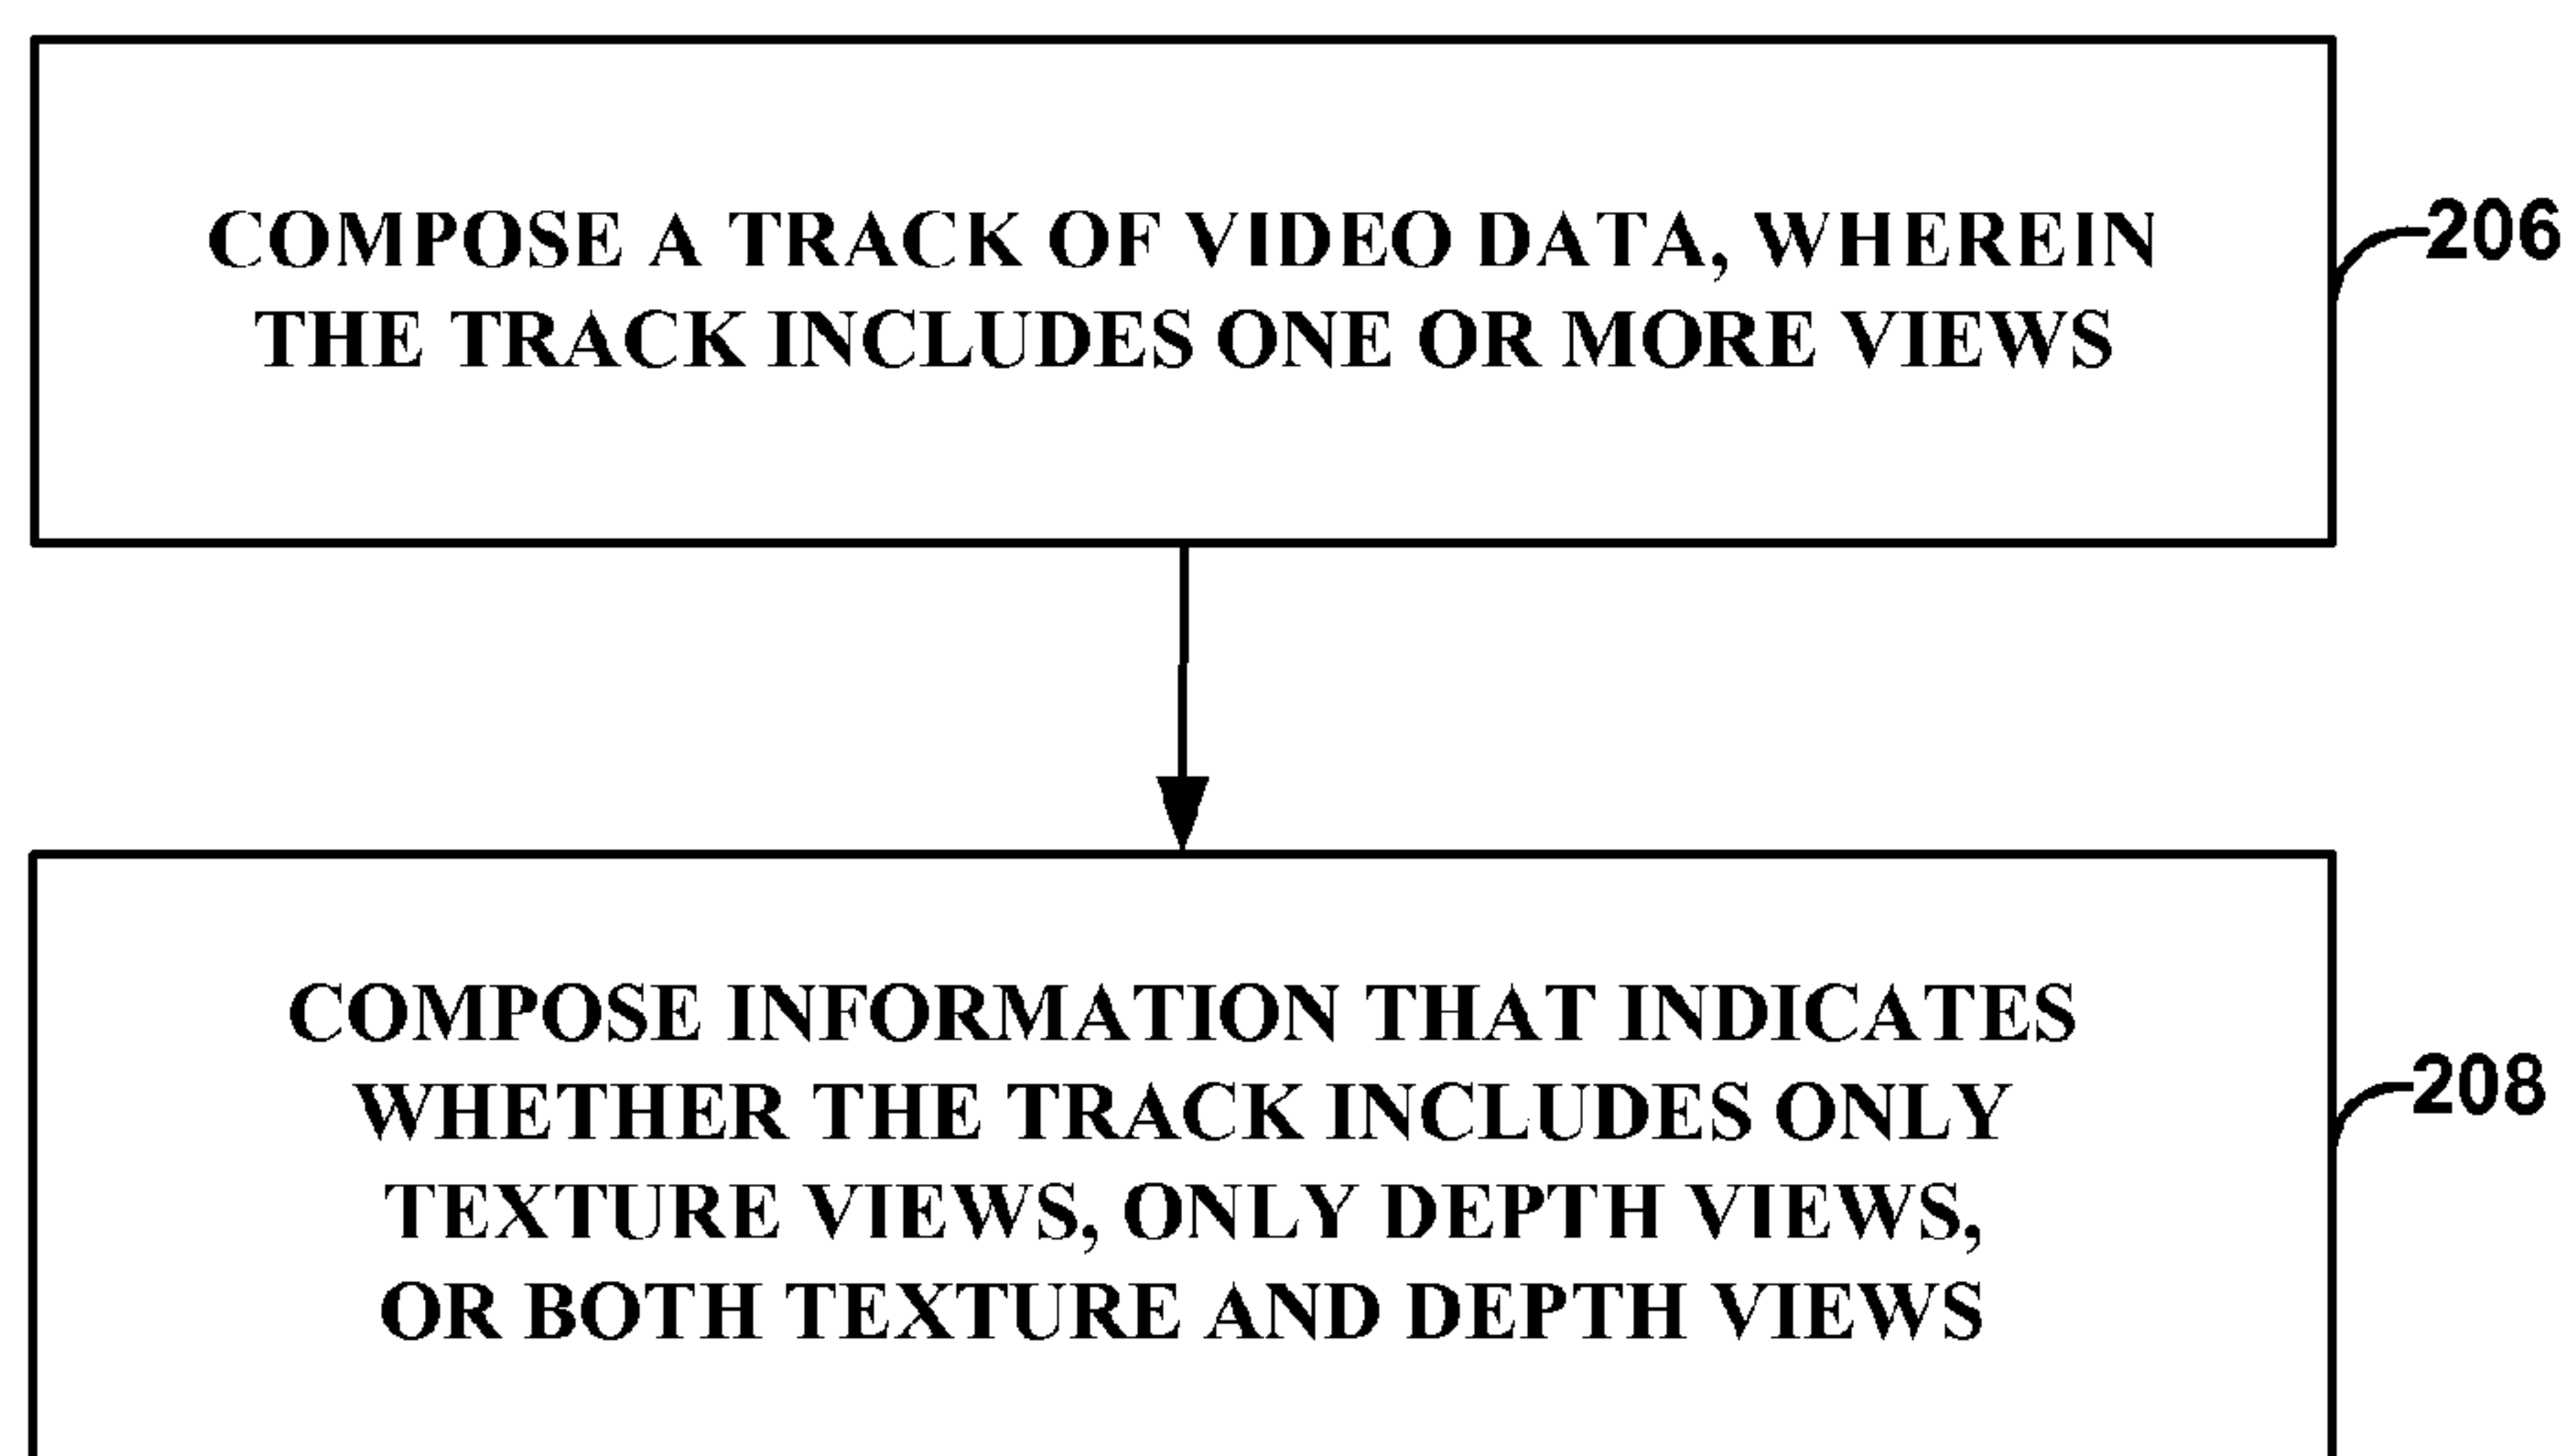 COMPOSE A TRACK OF VIDEO DATA, WHEREIN
THE TRACK INCLUDES ONE OR MORE VIEWS
206
COMPOSE INFORMATION THAT INDICATES
WHETHER THE TRACK INCLUDES ONLY
TEXTURE VIEWS, ONLY DEPTH VIEWS,
OR BOTH TEXTURE AND DEPTH VIEWS
208